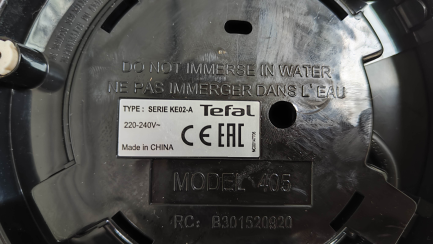 DO NOT IMMERSE IN WATER
NE PAS IMMERGER DANS L'EAU
TYPE : SERIE KE02-A Tefal
220-240V~
CE EAC
Made in CHINA
MODEL 405
RC: B301520920